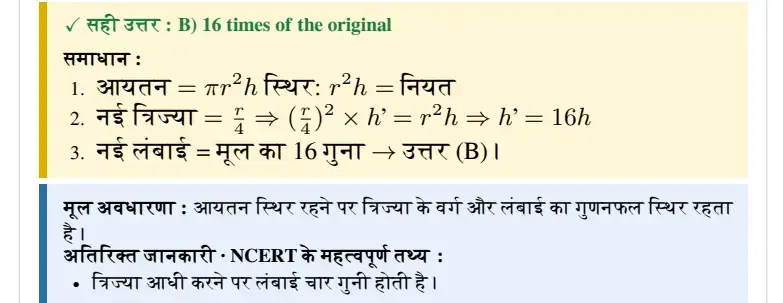 ✓ सही उत्तर : B) 16 times of the original
समाधान :
1. आयतन = πr²h स्थिर: r²h = नियत
2. नई त्रिज्या = r/4 ⇒ (r/4)² × h’ = r²h ⇒ h’ = 16h
3. नई लंबाई = मूल का 16 गुना → उत्तर (B)।
मूल अवधारणा : आयतन स्थिर रहने पर त्रिज्या के वर्ग और लंबाई का गुणनफल स्थिर रहता
है।
अतिरिक्त जानकारी · NCERT के महत्वपूर्ण तथ्य :
• त्रिज्या आधी करने पर लंबाई चार गुनी होती है।